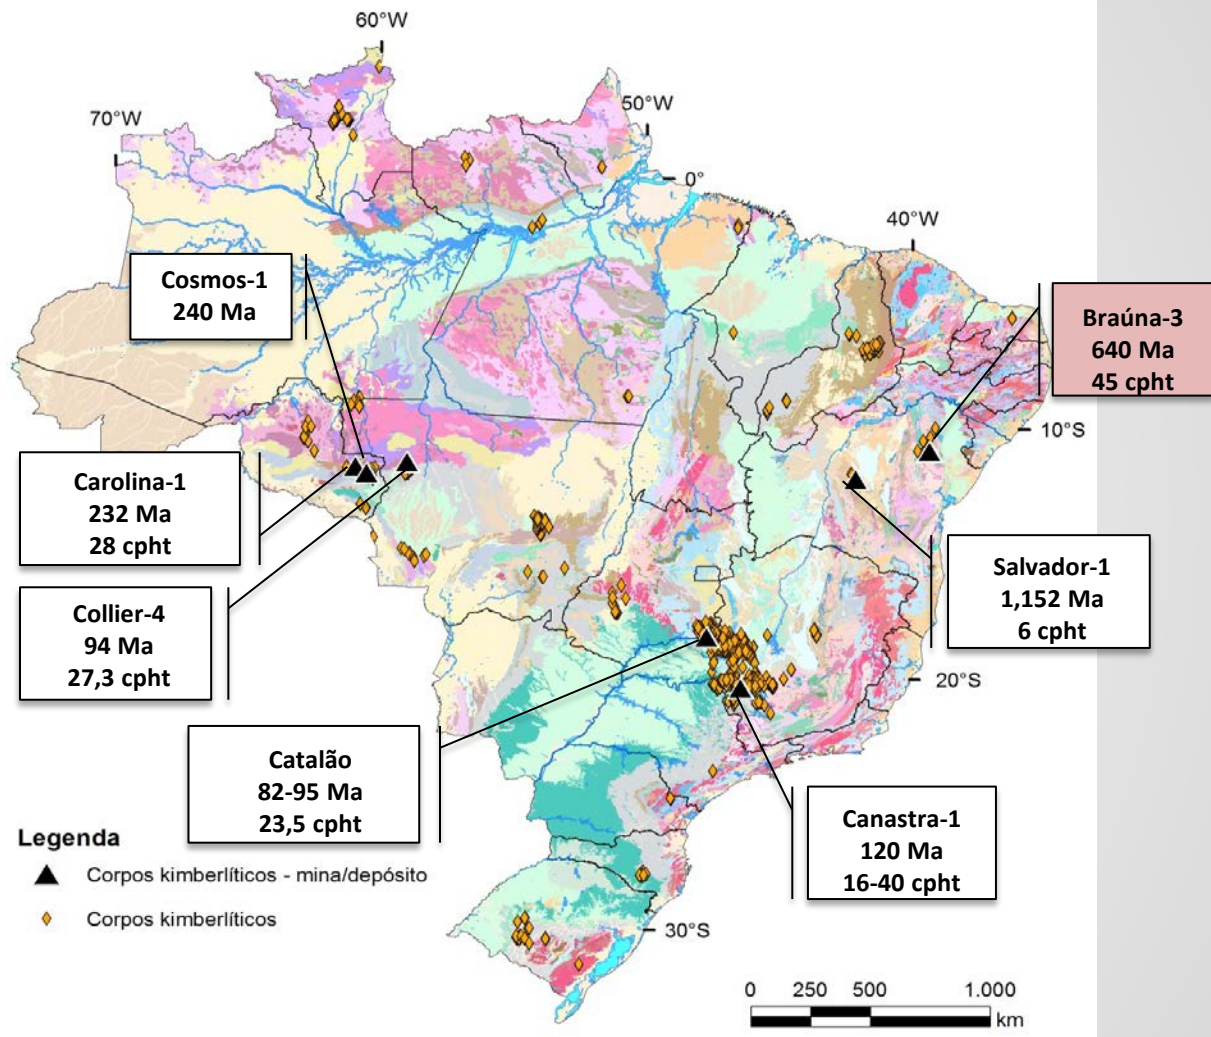 60°W
50°W
70°W
0°
40°W
Cosmos-1
240 Ma
Braúna-3
640 Ma
45 cpht
10°S
Carolina-1
232 Ma
28 cpht
Salvador-1
1,152 Ma
6 cpht
Collier-4
94 Ma
27,3 cpht
20°S
Catalão
82-95 Ma
23,5 cpht
Canastra-1
120 Ma
16-40 cpht
Legenda
Corpos kimberlíticos - mina/depósito
Corpos kimberlíticos
30°S
0 250 500 1.000
km